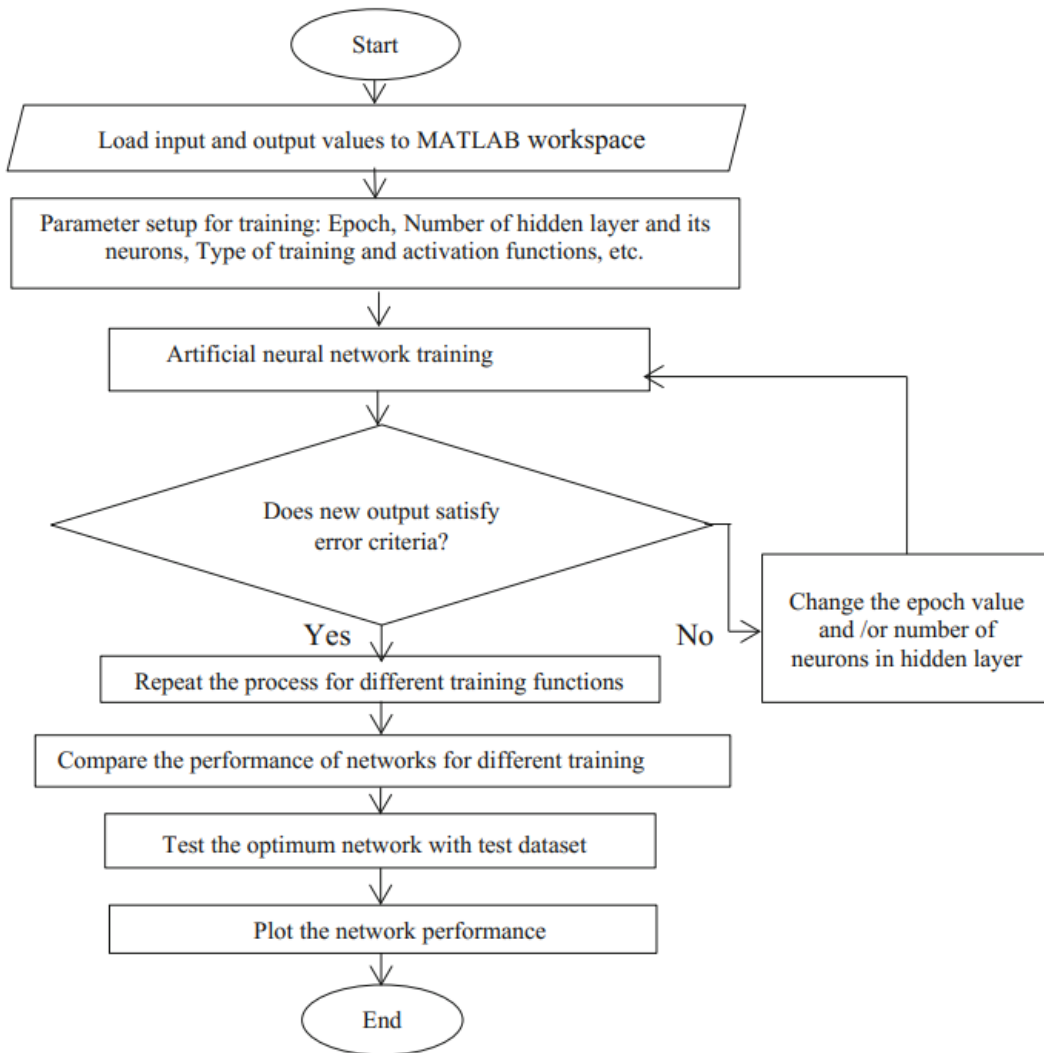 Start
Load input and output values to MATLAB workspace
Parameter setup for training: Epoch, Number of hidden layer and its
neurons, Type of training and activation functions, etc.
Artificial neural network training
Does new output satisfy
error criteria?
Yes
No
Change the epoch value
and /or number of
neurons in hidden layer
Repeat the process for different training functions
Compare the performance of networks for different training
Test the optimum network with test dataset
Plot the network performance
End